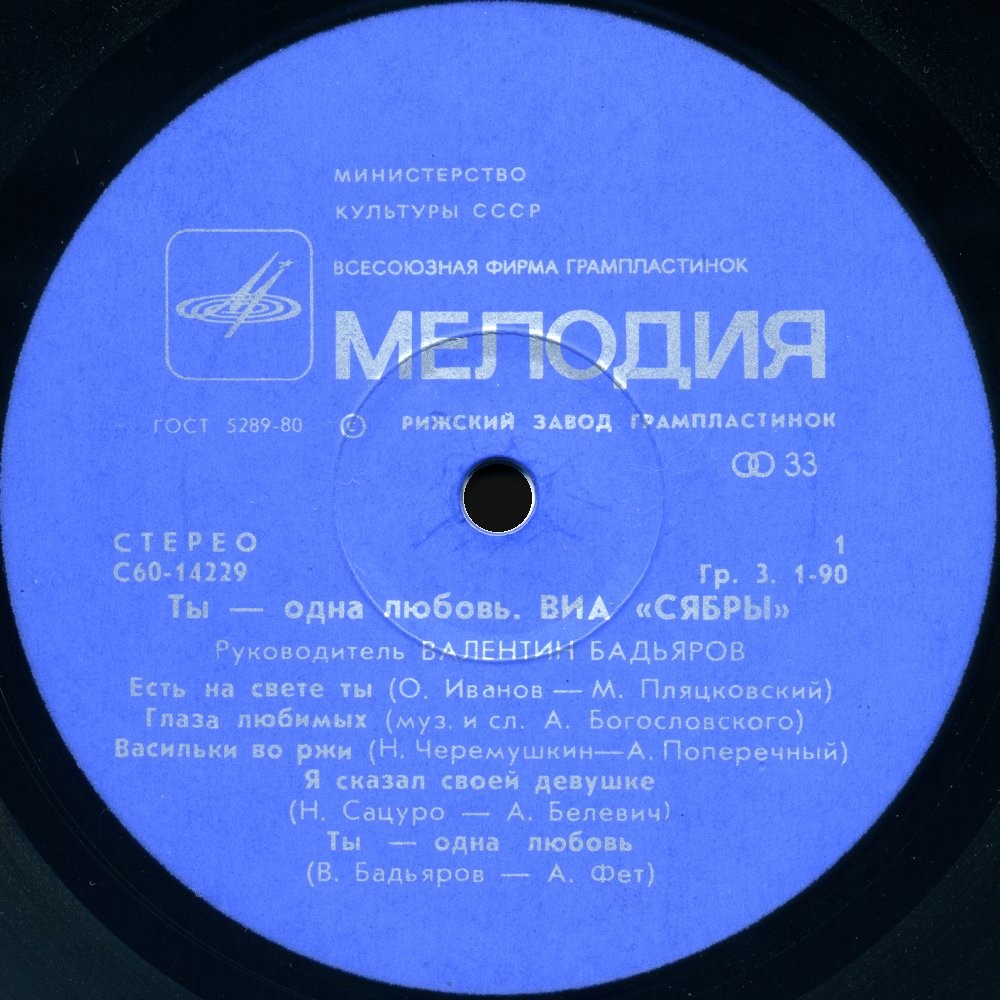 МИНИСТЕРСТВО
КУЛЬТУРЫ СССР
ВСЕСОЮЗНАЯ ФИРМА ГРАМПЛАСТИНОК
МЕЛОДИЯ
ГОСТ 5289-80 © РИЖСКИЙ ЗАВОД ГРАМПЛАСТИНОК
33
СТЕРЕО 1
С60-14229 Гр. 3. 1-90
Ты — одна любовь. ВИА «СЯБРЫ»
Руководитель ВАЛЕНТИН БАДЬЯРОВ
Есть на свете ты (О. Иванов — М. Пляцковский)
Глаза любимых (муз. и сл. А. Богословского)
Васильки во ржи (Н. Черемушкин—А. Поперечный)
Я сказал своей девушке
(Н. Сацуро — А. Белевич)
Ты — одна любовь
(В. Бадьяров — А. Фет)